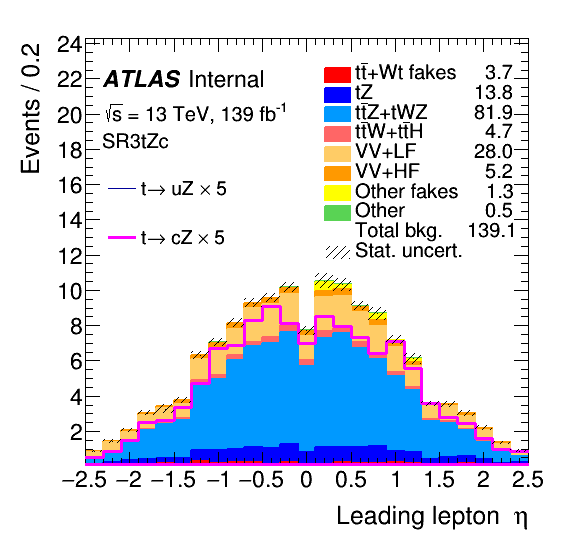 Events / 0.2
24
22
20
18
16
14
12
10
8
6
4
2
ATLAS Internal
√s = 13 TeV, 139 fb⁻¹
SR3tZc
t→ uZ × 5
t→ cZ × 5
tt̄+Wt fakes 3.7
tZ 13.8
tt̄Z+tWZ 81.9
tt̄W+tt̄H 4.7
VV+LF 28.0
VV+HF 5.2
Other fakes 1.3
Other 0.5
Total bkg. 139.1
Stat. uncert.
−2.5 −2 −1.5 −1 −0.5 0 0.5 1 1.5 2 2.5
Leading lepton η